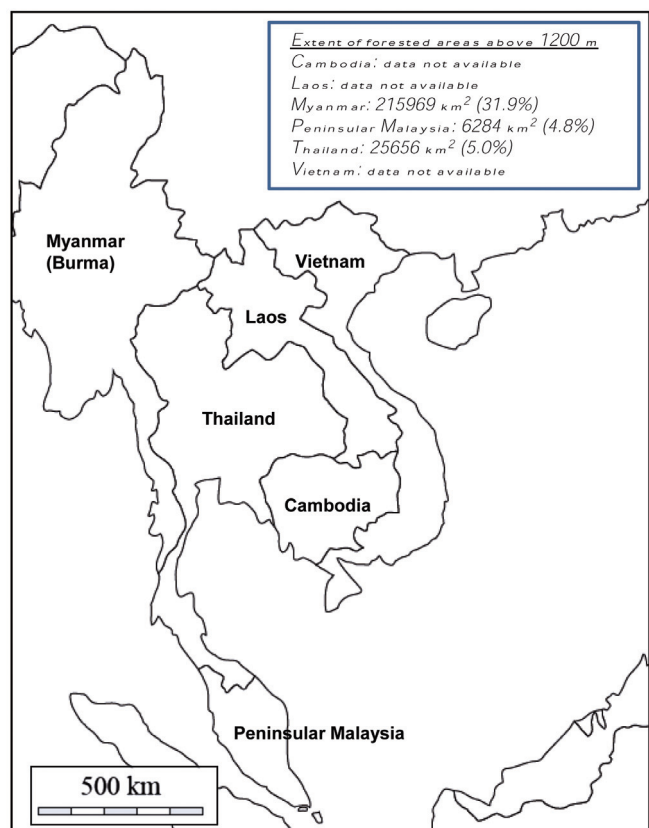 Extent of forested areas above 1200 m
Cambodia: data not available
Laos: data not available
Myanmar: 215969 km² (31.9%)
Peninsular Malaysia: 6284 km² (4.8%)
Thailand: 25656 km² (5.0%)
Vietnam: data not available
Myanmar
(Burma)
Vietnam
Laos
Thailand
Cambodia
Peninsular Malaysia
500 km